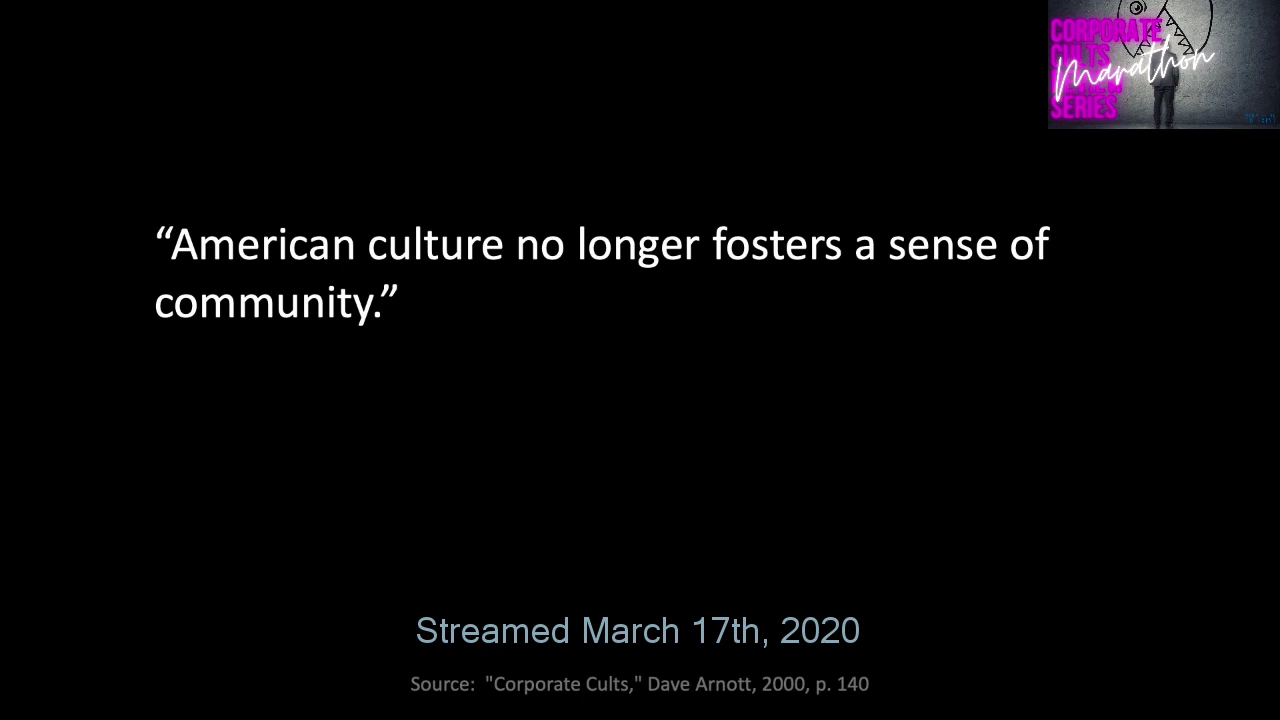 CORPORATE
CULTS
Marathon
SERIES
“American culture no longer fosters a sense of
community.”
Streamed March 17th, 2020
Source: "Corporate Cults," Dave Arnott, 2000, p. 140